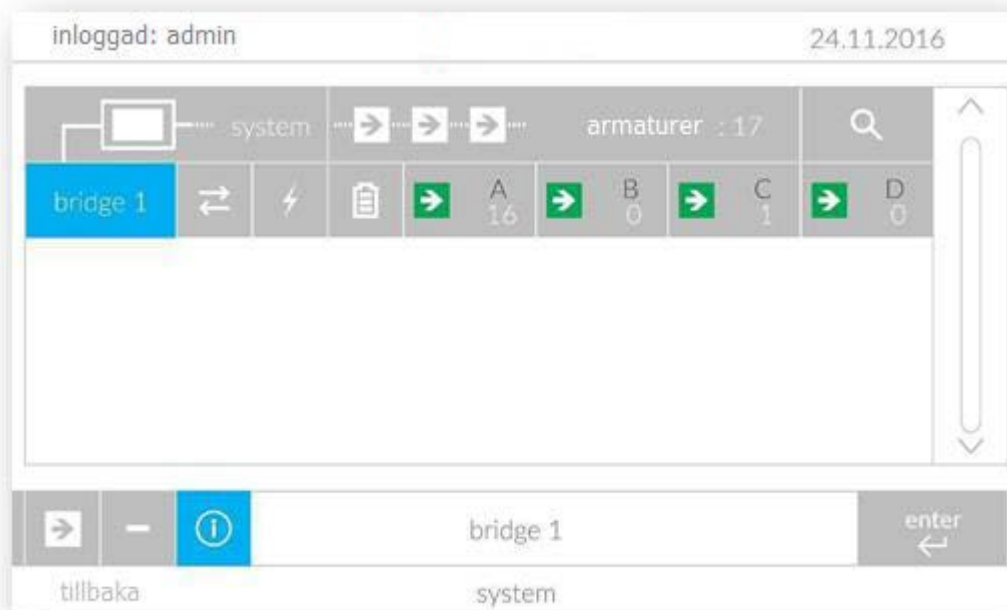 inloggad: admin 24.11.2016
system armaturer : 17
bridge 1 A 16 B 0 C 1 D 0
bridge 1 enter
tillbaka system